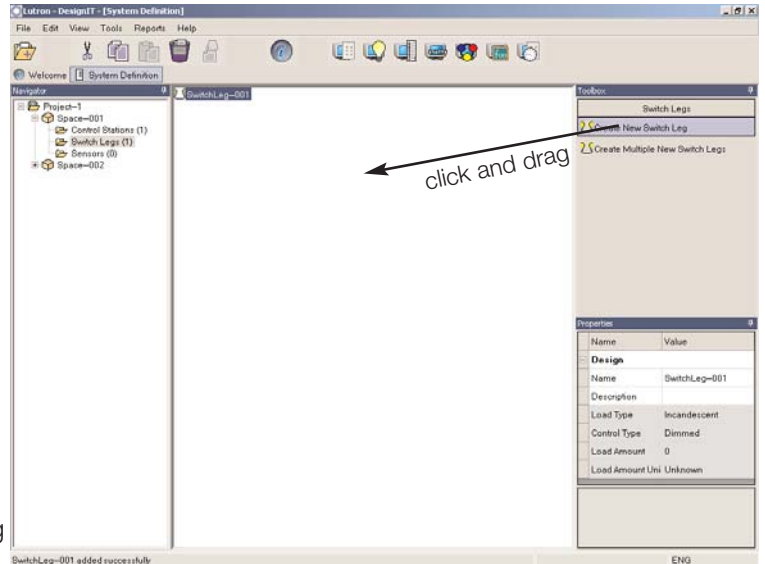 Lutron - DesignIT - [System Definition]
File Edit View Tools Reports Help
Welcome System Definition
Navigator
Project-1
Space-001
Control Stations (1)
Switch Legs (1)
Sensors (0)
Space-002
SwitchLeg-001
click and drag
Toolbox
Switch Legs
Create New Switch Leg
Create Multiple New Switch Legs
Properties
Name Value
Design
Name SwitchLeg-001
Description
Load Type Incandescent
Control Type Dimmed
Load Amount 0
Load Amount Uni Unknown
g
SwitchLeg-001 added successfully
ENG